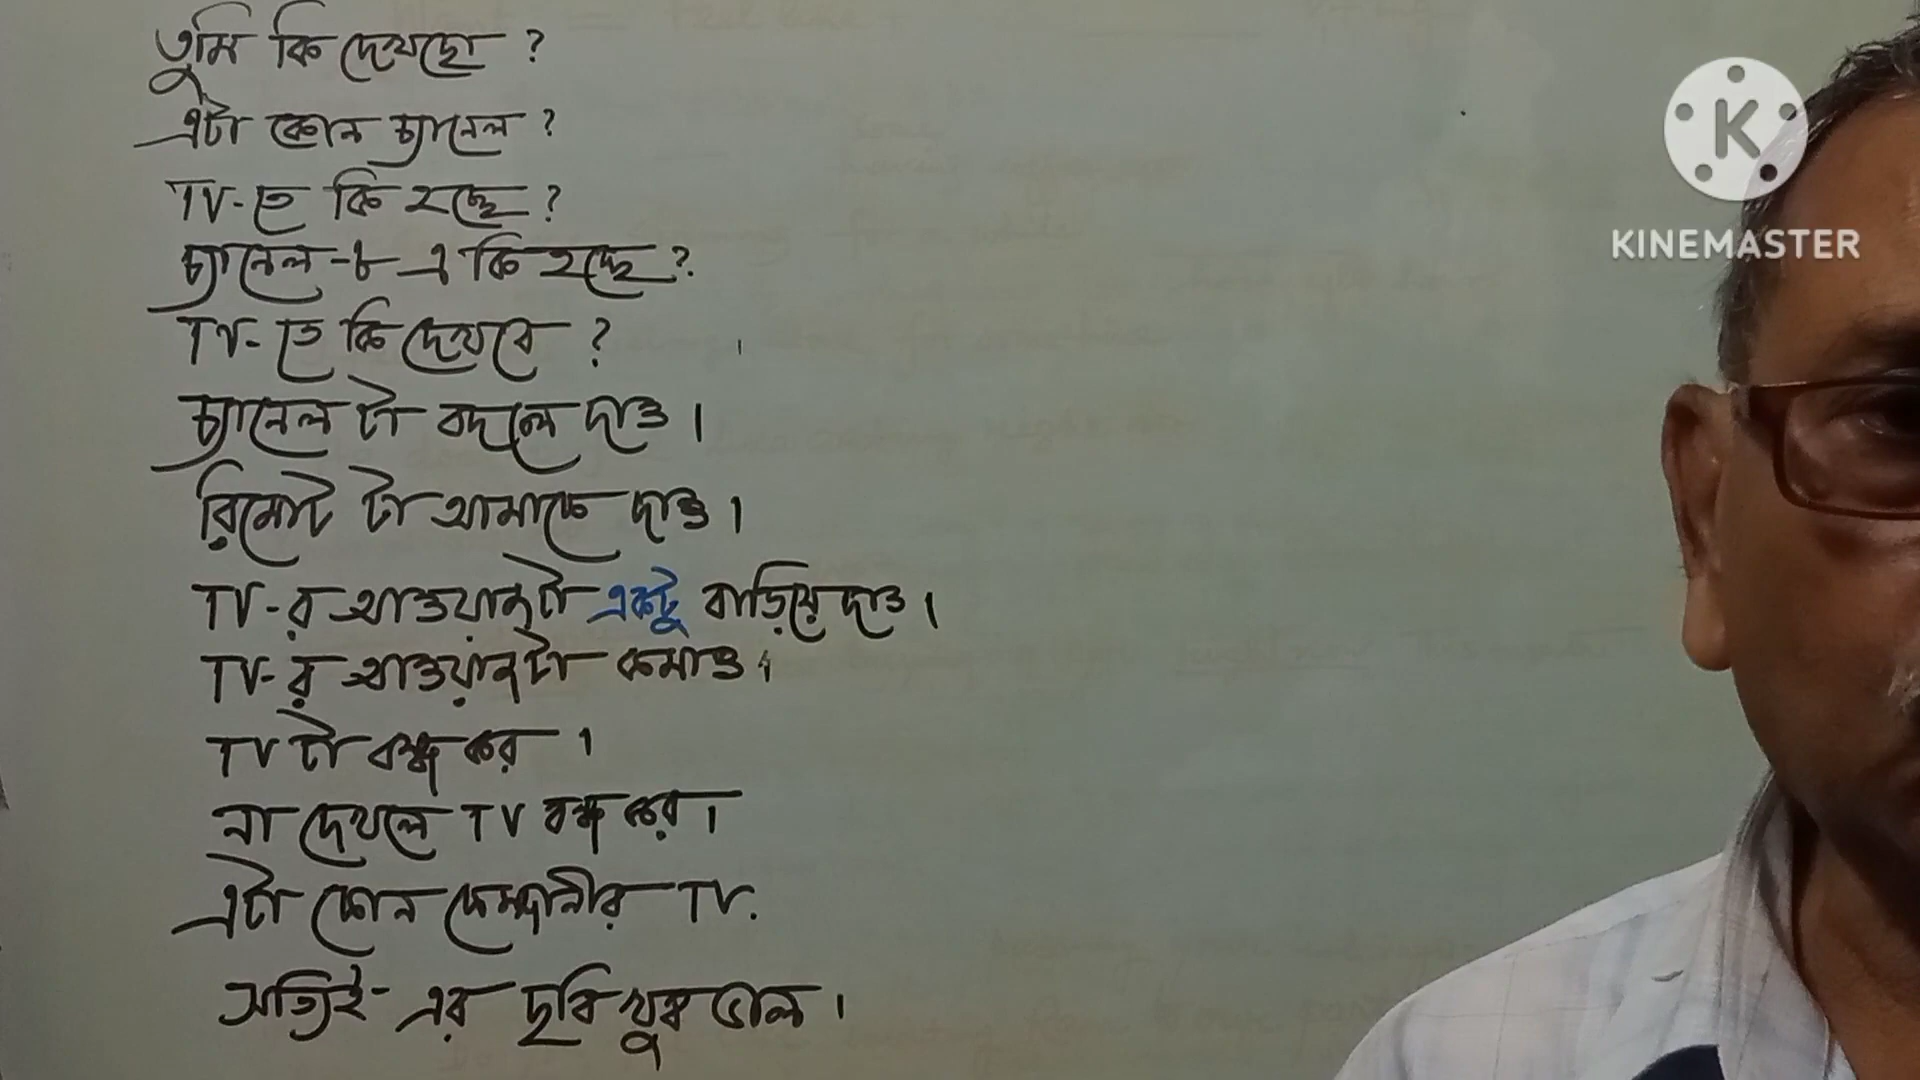 তুমি কি দেখছো ?
এটা কোন চ্যানেল ?
TV-তে কি হচ্ছে ?
চ্যানেল-৮ এ কি হচ্ছে ?
TV-তে কি দেখবে ?
চ্যানেল টা বদলে দাও ।
রিমোট টা আমাকে দাও ।
TV-র আওয়াজটা একটু বাড়িয়ে দাও ।
TV-র আওয়াজটা কমাও ।
TV টা বন্ধ কর ।
না দেখলে TV বন্ধ কর ।
এটা কোন কোম্পানীর TV.
সত্যিই- এর ছবি খুব ভাল ।
K
KINEMASTER